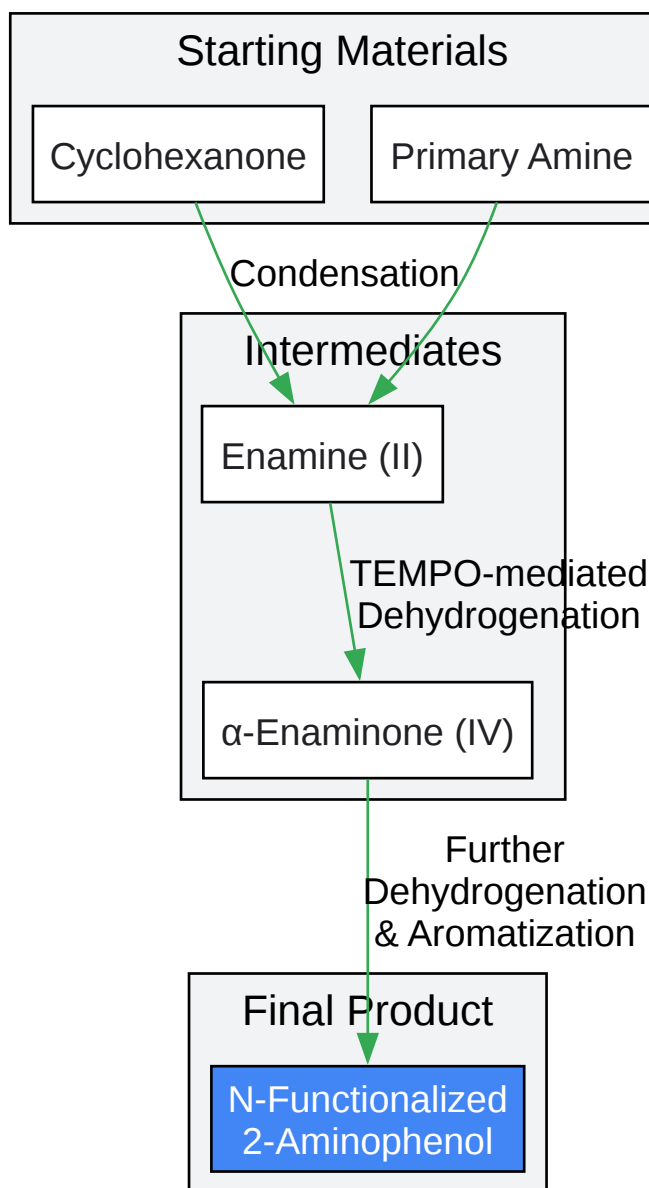 Starting Materials
Cyclohexanone
Primary Amine
Condensation
Intermediates
Enamine (II)
TEMPO-mediated
Dehydrogenation
α-Enaminone (IV)
Further
Dehydrogenation
& Aromatization
Final Product
N-Functionalized
2-Aminophenol